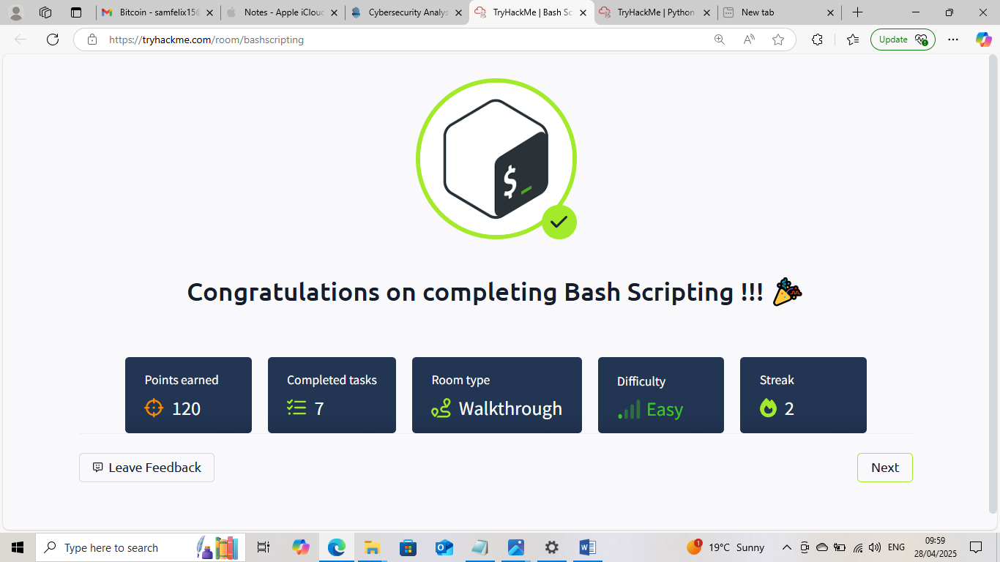 Bitcoin - samfelix15@
Notes - Apple iCloud
Cybersecurity Analys
TryHackMe | Bash Sc
TryHackMe | Python
New tab
https://tryhackme.com/room/bashscripting
Update
$_
Congratulations on completing Bash Scripting !!!
Points earned
120
Completed tasks
7
Room type
Walkthrough
Difficulty
Easy
Streak
2
Leave Feedback
Next
Type here to search
1
19°C Sunny
ENG
09:59
28/04/2025